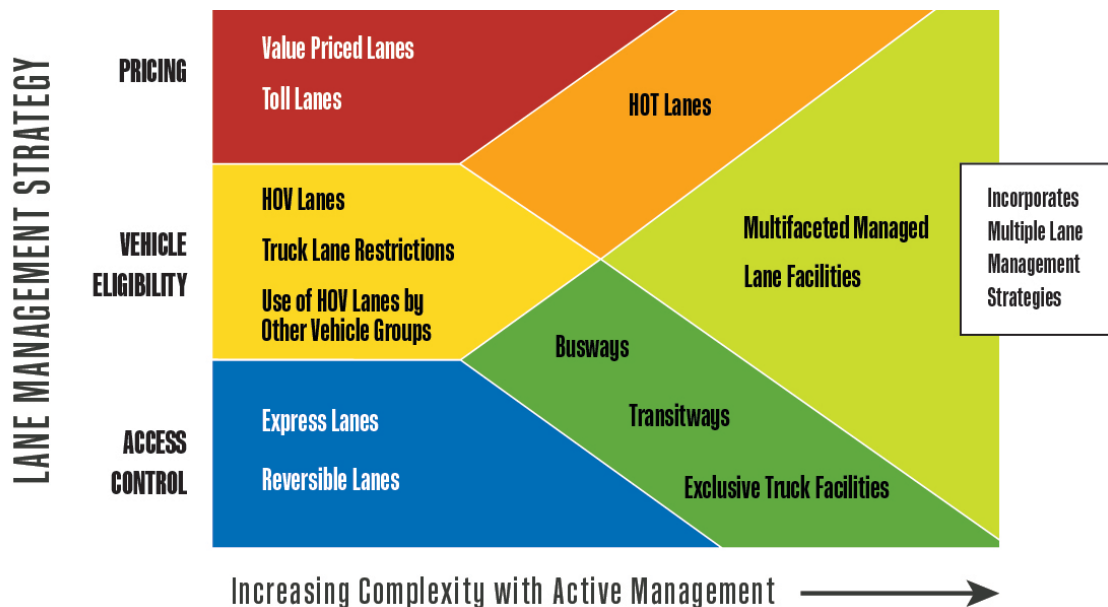 LANE MANAGEMENT STRATEGY
PRICING
Value Priced Lanes
Toll Lanes
HOT Lanes
VEHICLE
ELIGIBILITY
HOV Lanes
Truck Lane Restrictions
Use of HOV Lanes by
Other Vehicle Groups
Multifaceted Managed
Lane Facilities
Incorporates
Multiple Lane
Management
Strategies
ACCESS
CONTROL
Express Lanes
Reversible Lanes
Busways
Transitways
Exclusive Truck Facilities
Increasing Complexity with Active Management